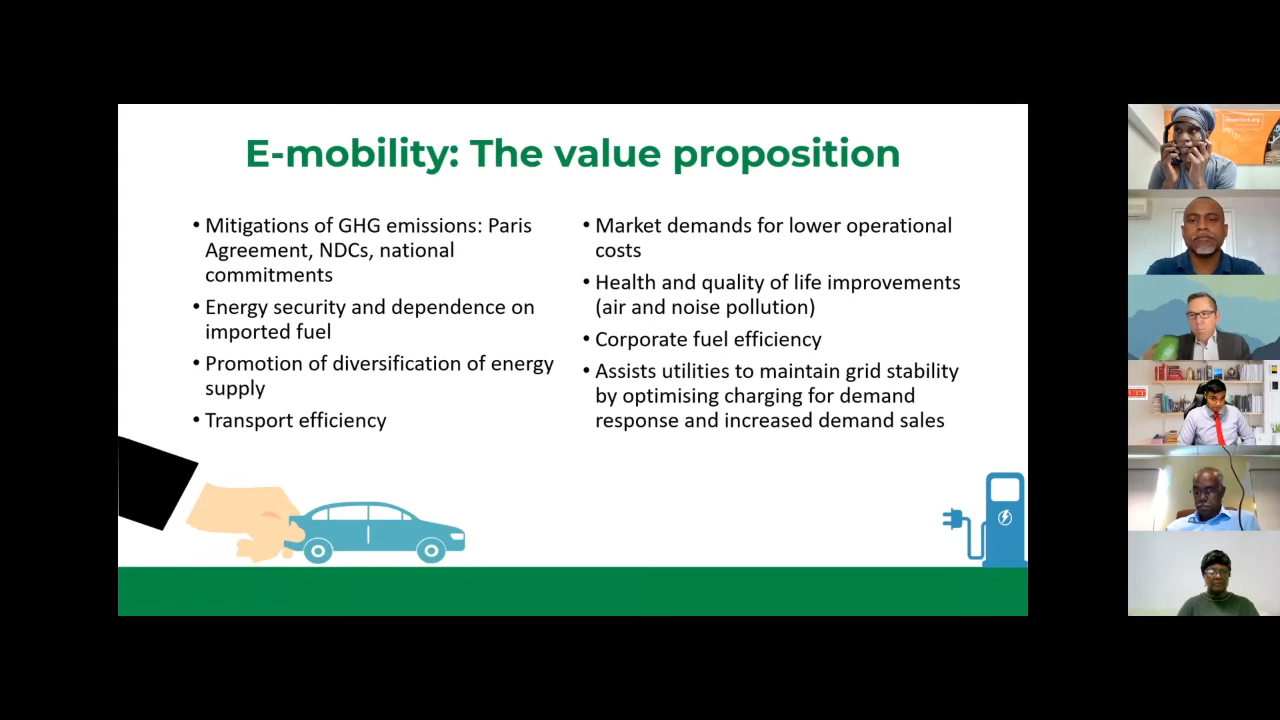 E-mobility: The value proposition
• Mitigations of GHG emissions: Paris
Agreement, NDCs, national
commitments
• Energy security and dependence on
imported fuel
• Promotion of diversification of energy
supply
• Transport efficiency
• Market demands for lower operational
costs
• Health and quality of life improvements
(air and noise pollution)
• Corporate fuel efficiency
• Assists utilities to maintain grid stability
by optimising charging for demand
response and increased demand sales